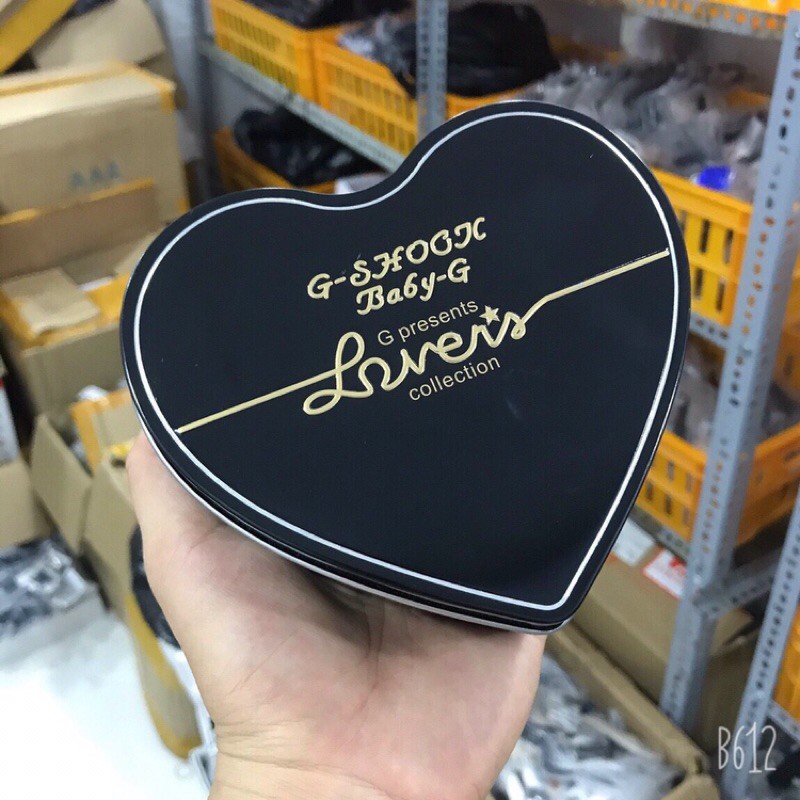 G-SHOCK
Baby-G
G presents
Lover's
collection
AAA
B612